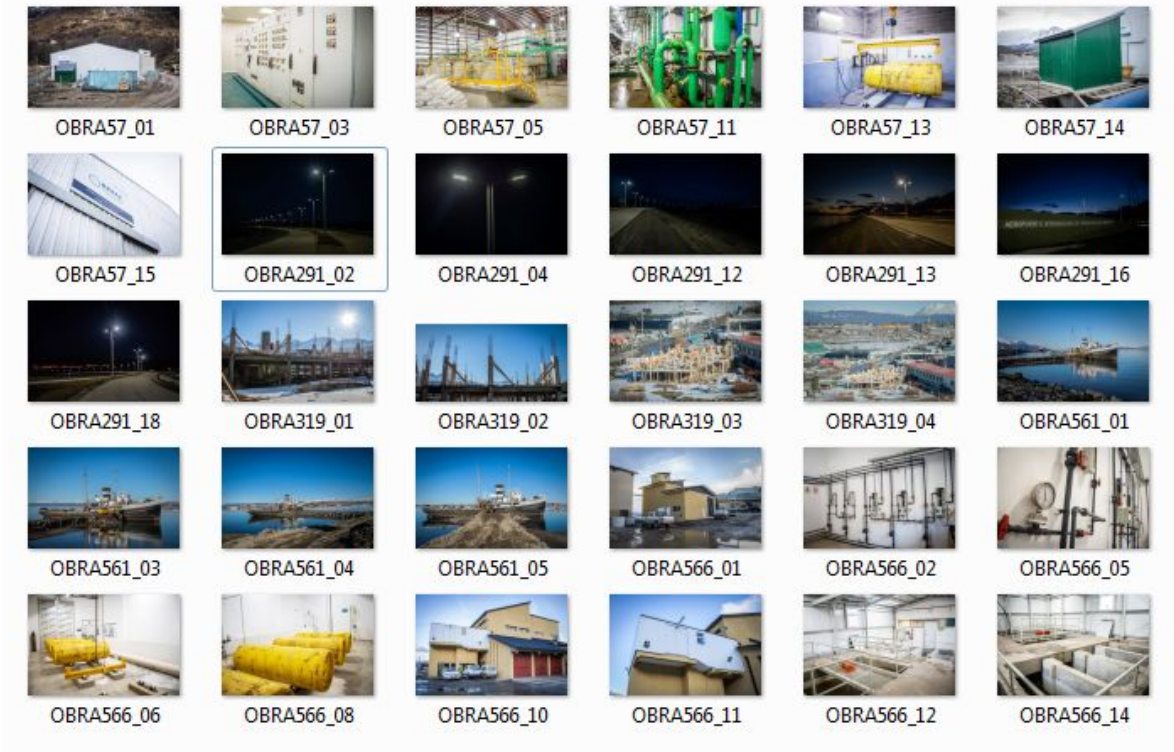 OBRA57_01 OBRA57_03 OBRA57_05 OBRA57_11 OBRA57_13 OBRA57_14
OBRA57_15 OBRA291_02 OBRA291_04 OBRA291_12 OBRA291_13 OBRA291_16
OBRA291_18 OBRA319_01 OBRA319_02 OBRA319_03 OBRA319_04 OBRA561_01
OBRA561_03 OBRA561_04 OBRA561_05 OBRA566_01 OBRA566_02 OBRA566_05
OBRA566_06 OBRA566_08 OBRA566_10 OBRA566_11 OBRA566_12 OBRA566_14